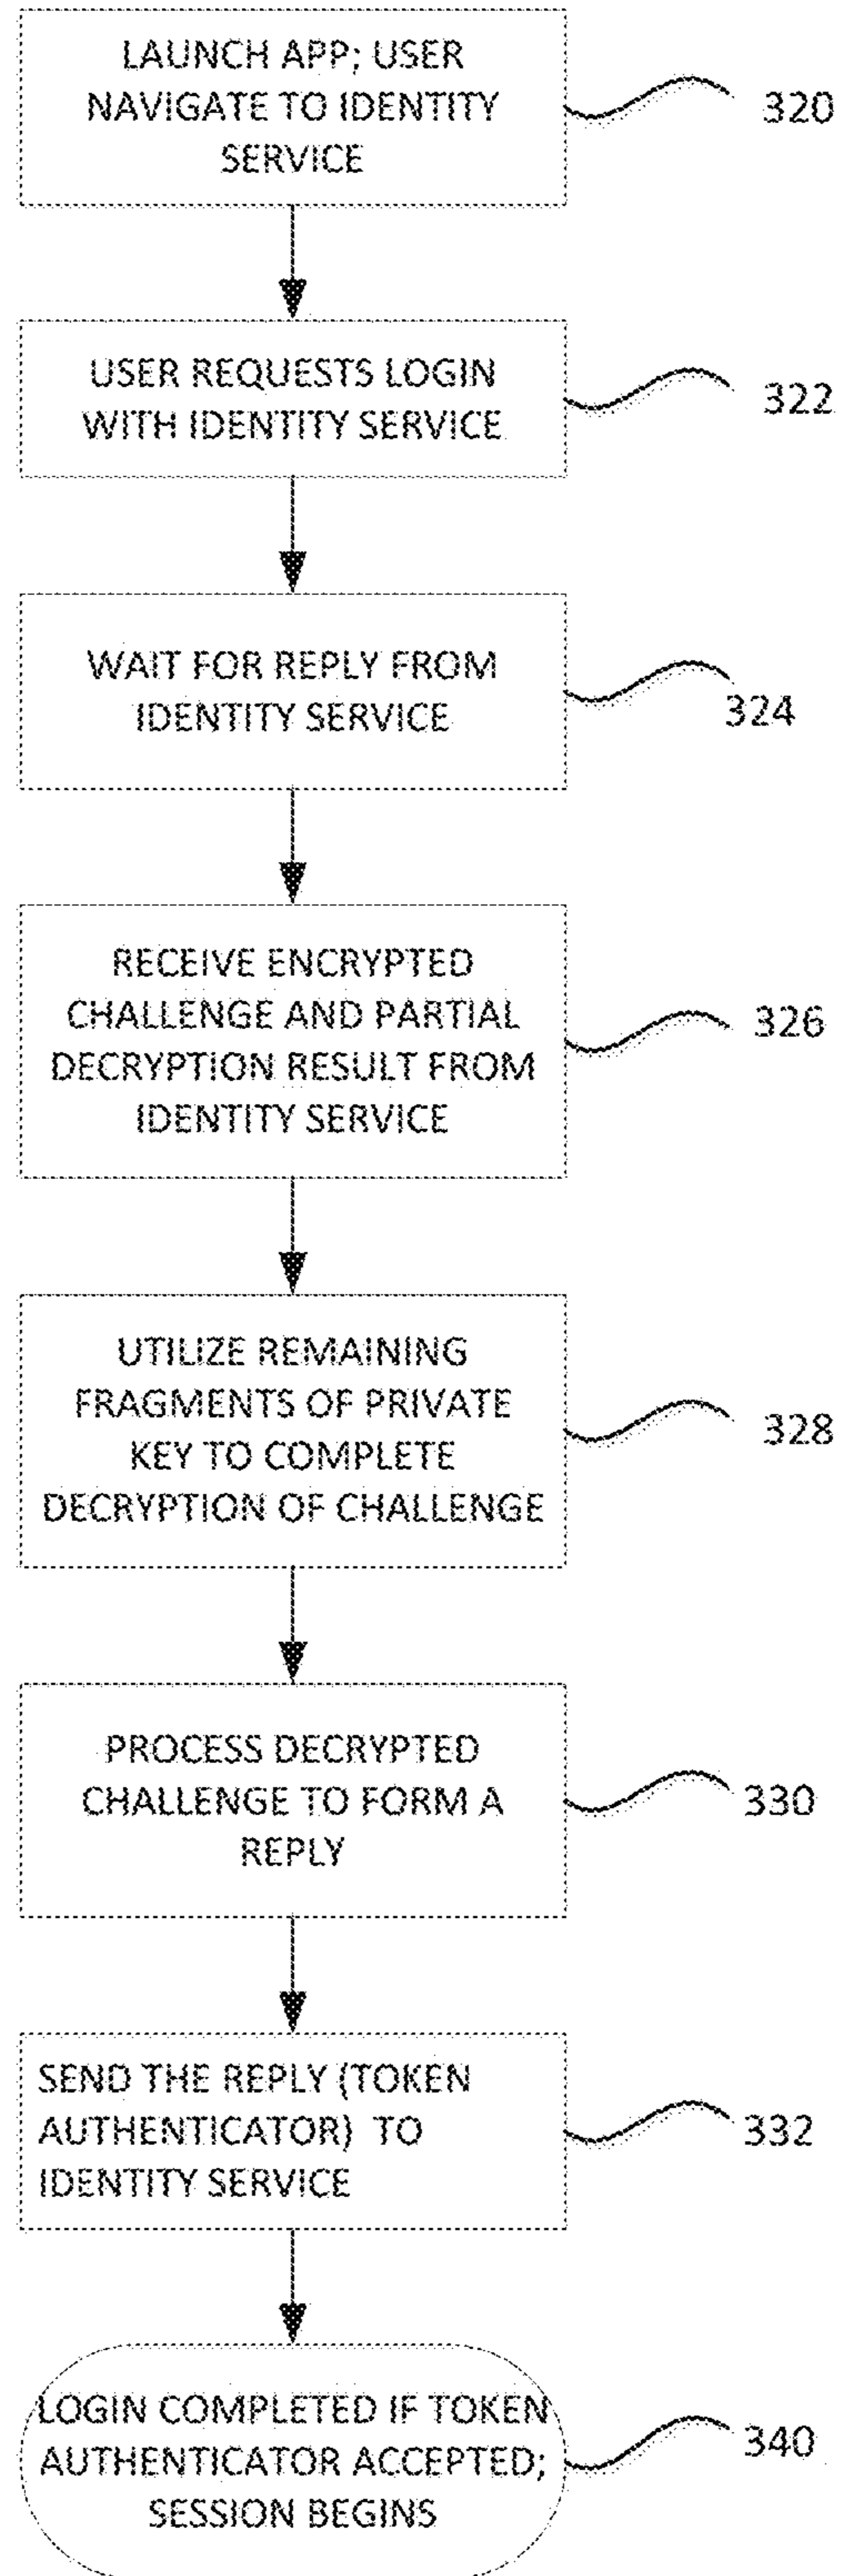 LAUNCH APP; USER
NAVIGATE TO IDENTITY
SERVICE
320
USER REQUESTS LOGIN
WITH IDENTITY SERVICE
322
WAIT FOR REPLY FROM
IDENTITY SERVICE
324
RECEIVE ENCRYPTED
CHALLENGE AND PARTIAL
DECRYPTION RESULT FROM
IDENTITY SERVICE
326
UTILIZE REMAINING
FRAGMENTS OF PRIVATE
KEY TO COMPLETE
DECRYPTION OF CHALLENGE
328
PROCESS DECRYPTED
CHALLENGE TO FORM A
REPLY
330
SEND THE REPLY (TOKEN
AUTHENTICATOR) TO
IDENTITY SERVICE
332
LOGIN COMPLETED IF TOKEN
AUTHENTICATOR ACCEPTED;
SESSION BEGINS
340